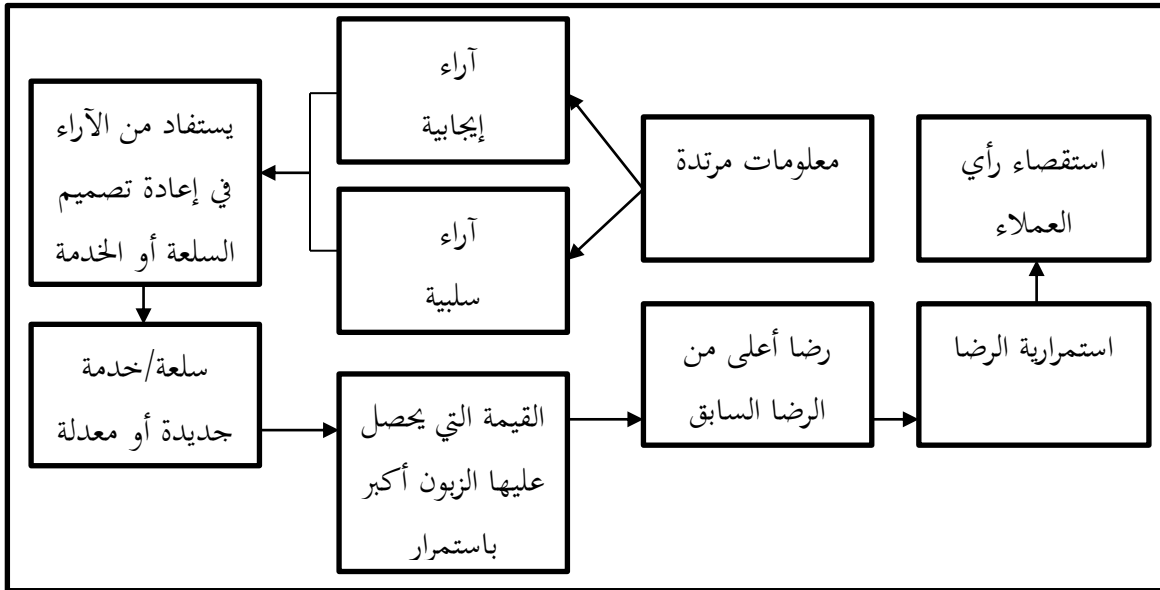 استقصاء رأي
العملاء
معلومات مرتدة
آراء
إيجابية
آراء
سلبية
يستفاد من الآراء
في إعادة تصميم
السلعة أو الخدمة
سلعة/خدمة
جديدة أو معدلة
القيمة التي يحصل
عليها الزبون أكبر
باستمرار
رضا أعلى من
الرضا السابق
استمرارية الرضا